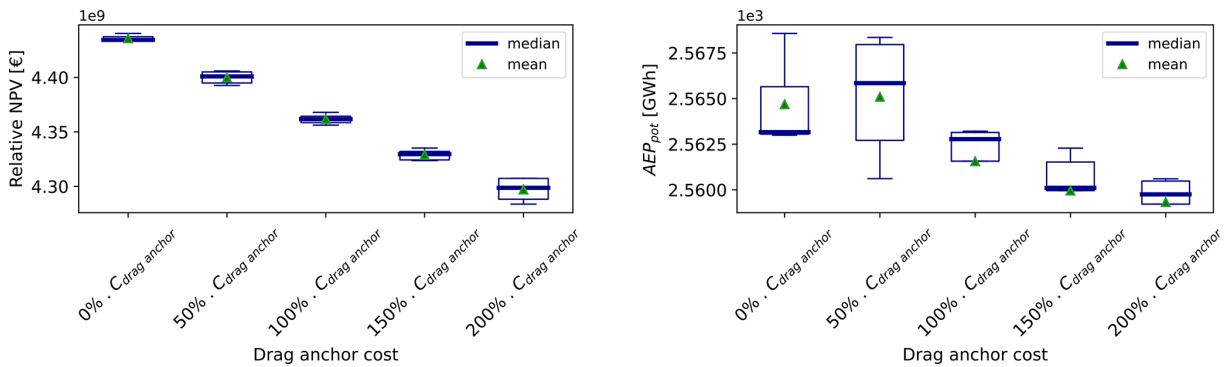 1e9
Relative NPV [€]
4.40
4.35
4.30
median
mean
0% . C_drag anchor
50% . C_drag anchor
100% . C_drag anchor
150% . C_drag anchor
200% . C_drag anchor
Drag anchor cost
1e3
AEP_pot [GWh]
2.5675
2.5650
2.5625
2.5600
median
mean
0% . C_drag anchor
50% . C_drag anchor
100% . C_drag anchor
150% . C_drag anchor
200% . C_drag anchor
Drag anchor cost